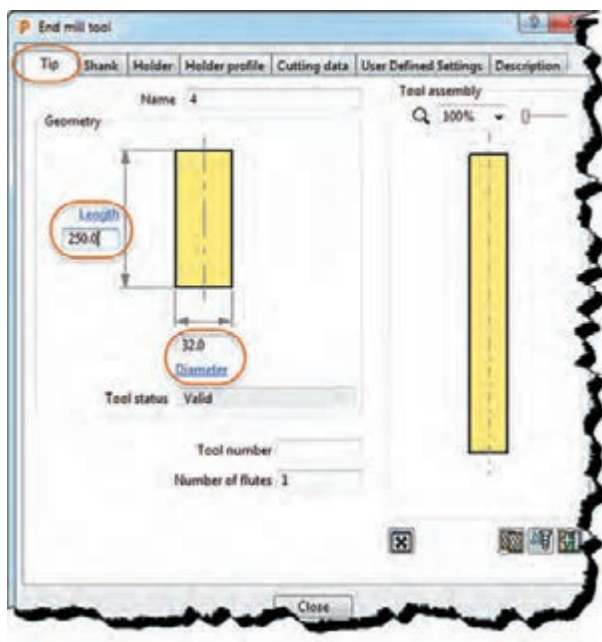 End mill tool
Tip Shank Holder Holder profile Cutting data User Defined Settings Description
Name 4
Geometry
Length
250.0
32.0
Diameter
Tool status Valid
Tool number
Number of flutes 1
Tool assembly
100%
Close